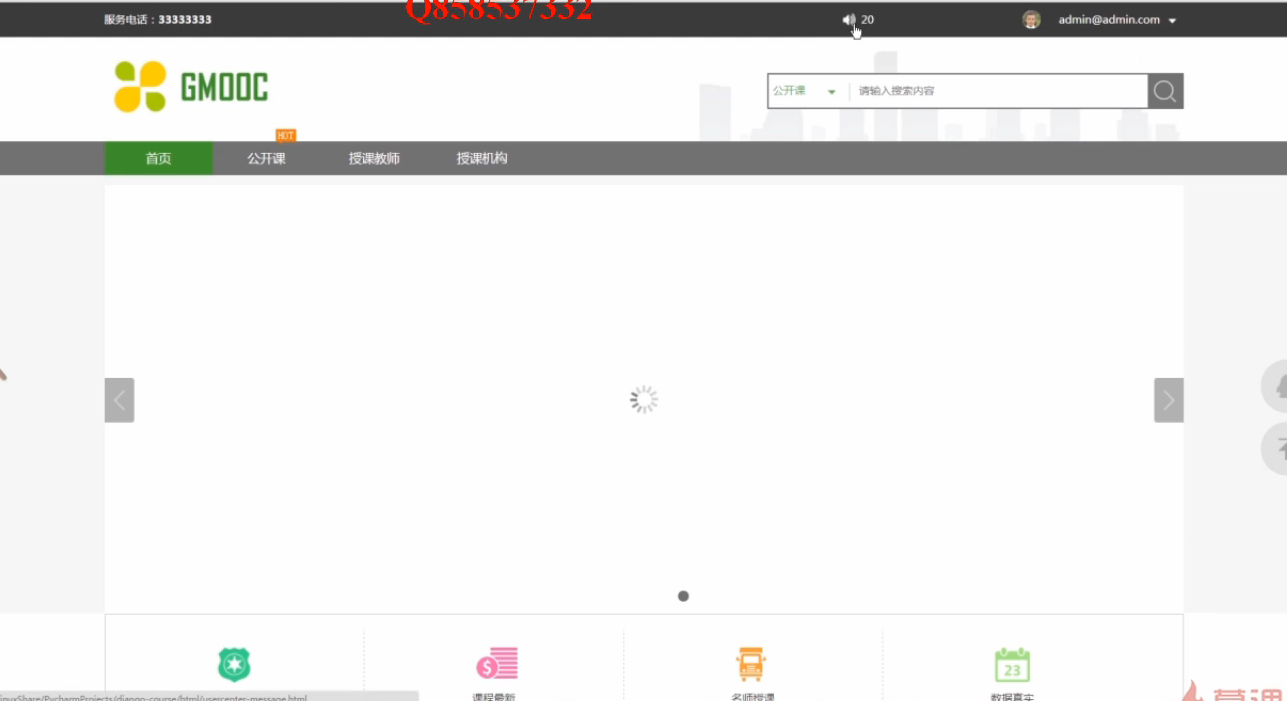 Q858537332
服务电话：33333333
20
admin@admin.com
GMOOC
公开课
请输入搜索内容
HOT
首页
公开课
授课教师
授课机构
23
课程最新
名师授课
数据真实
inuxShare/PycharmProjects/django-course/html/usercenter-message.html